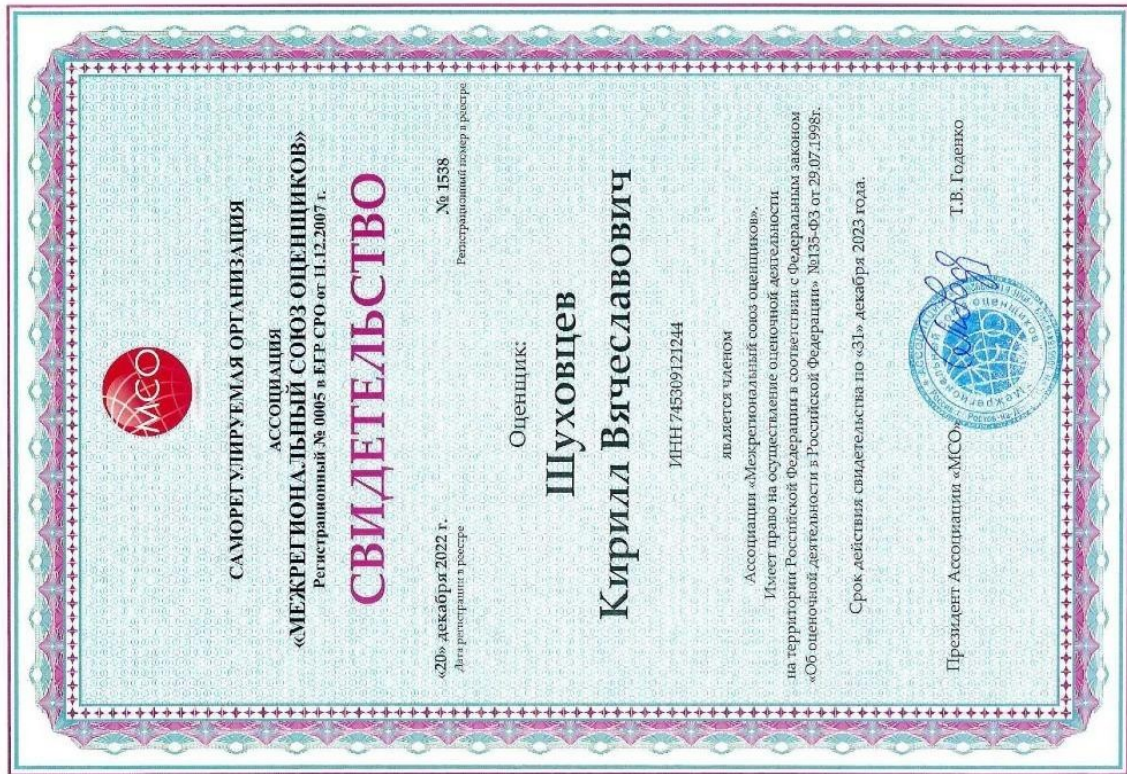 МСО
САМОРЕГУЛИРУЕМАЯ ОРГАНИЗАЦИЯ
АССОЦИАЦИЯ
«МЕЖРЕГИОНАЛЬНЫЙ СОЮЗ ОЦЕНЩИКОВ»
Регистрационный № 0005 в ЕГР СРО от 11.12.2007 г.
СВИДЕТЕЛЬСТВО
«20» декабря 2022 г. № 1538
Дата регистрации в реестре Регистрационный номер в реестре
Оценщик:
Шуховцев
Кирилл Вячеславович
ИНН 745309121244
является членом
Ассоциации «Межрегиональный союз оценщиков».
Имеет право на осуществление оценочной деятельности
на территории Российской Федерации в соответствии с Федеральным законом
«Об оценочной деятельности в Российской Федерации» №135-ФЗ от 29.07.1998г.
Срок действия свидетельства по «31» декабря 2023 года.
Президент Ассоциации «МСО» Т.В. Годенко